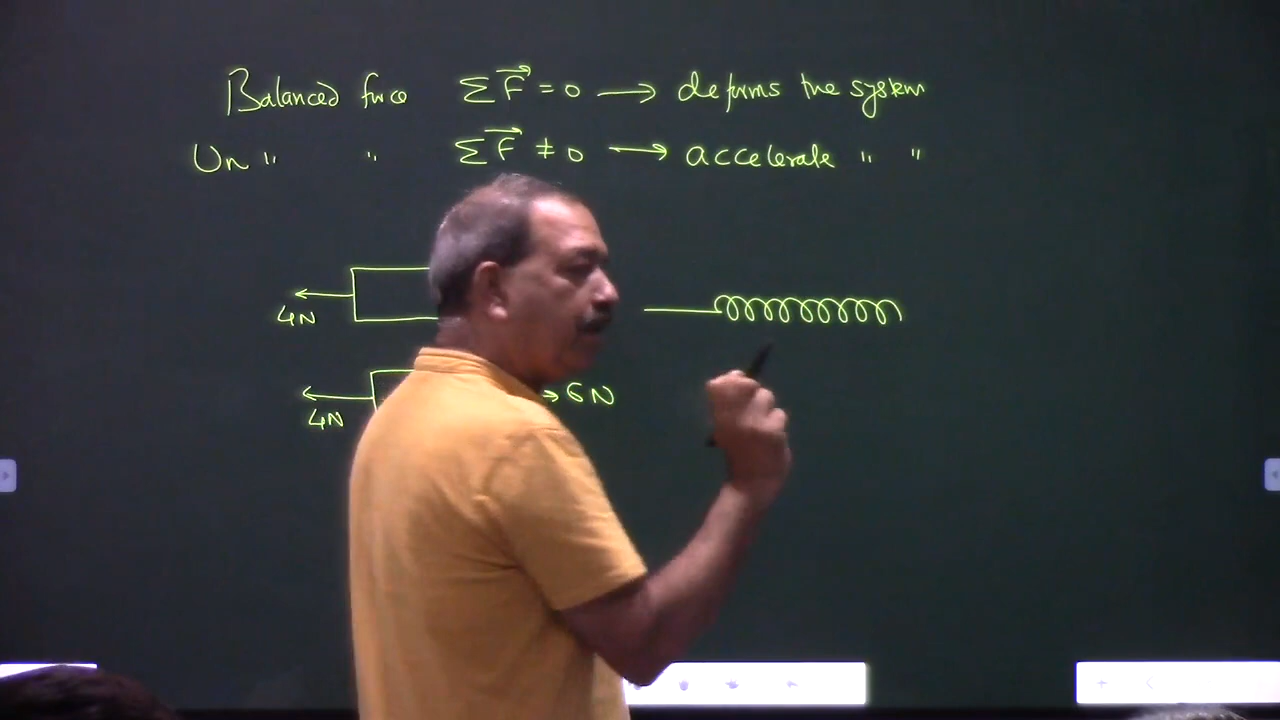 Balanced force ΣF⃗ = 0 → deforms the system
Un " " ΣF⃗ ≠ 0 → accelerate " "
4N
4N 6N